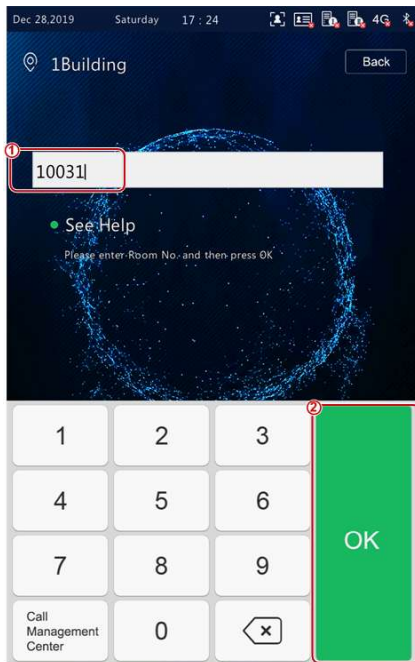 Dec 28,2019 Saturday 17 : 24 4G
1Building
Back
①
10031
See Help
Please enter Room No. and then press OK
②
1 2 3
4 5 6
OK
7 8 9
Call
Management
Center
0